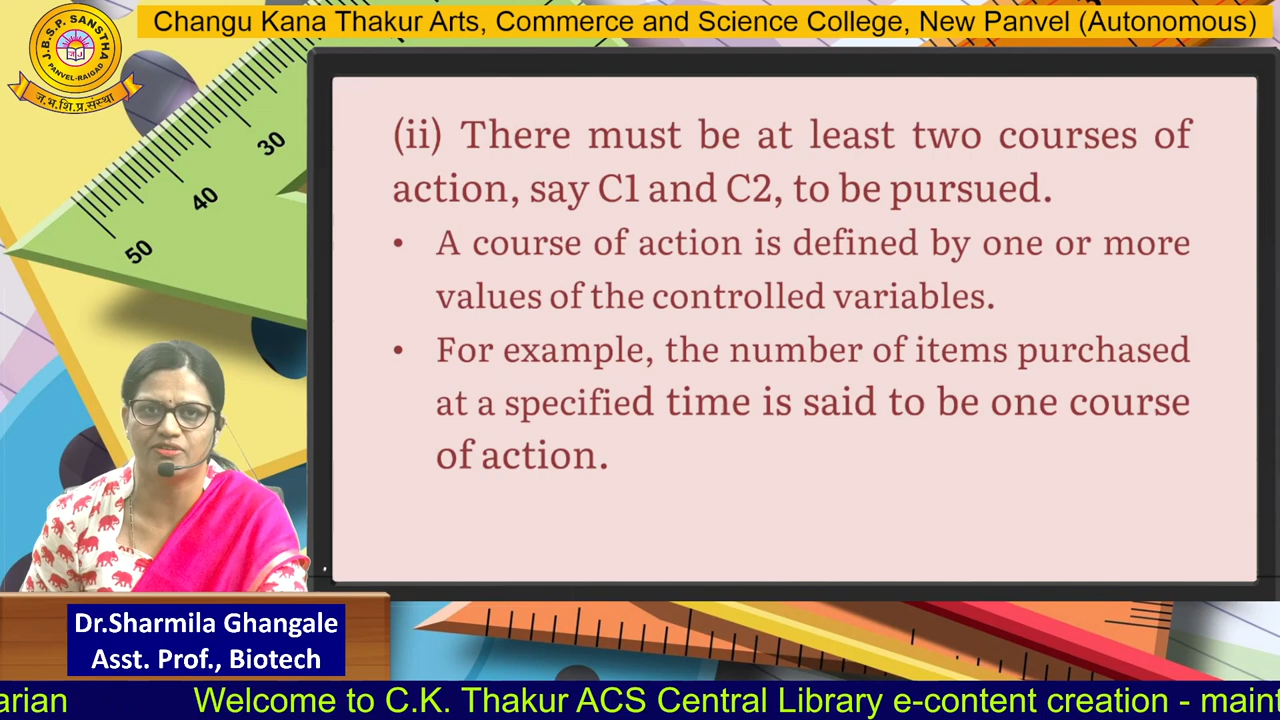 Changu Kana Thakur Arts, Commerce and Science College, New Panvel (Autonomous)
J.B.S.P. SANSTHA
PANVEL-RAIGAD
ज.भ.शि.प्र.संस्था
30
40
50
(ii) There must be at least two courses of
action, say C1 and C2, to be pursued.
• A course of action is defined by one or more
values of the controlled variables.
• For example, the number of items purchased
at a specified time is said to be one course
of action.
Dr.Sharmila Ghangale
Asst. Prof., Biotech
arian Welcome to C.K. Thakur ACS Central Library e-content creation - maint